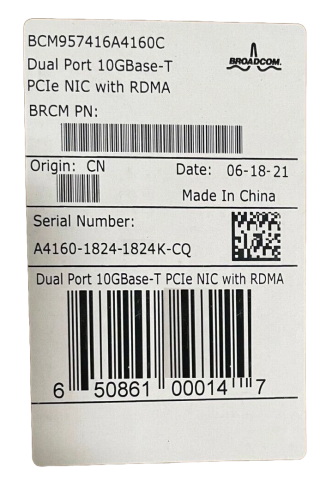 BCM957416A4160C
BROADCOM.
Dual Port 10GBase-T
PCIe NIC with RDMA
BRCM PN:
Origin: CN Date: 06-18-21
Made In China
Serial Number:
A4160-1824-1824K-CQ
Dual Port 10GBase-T PCIe NIC with RDMA
6 50861 00014 7